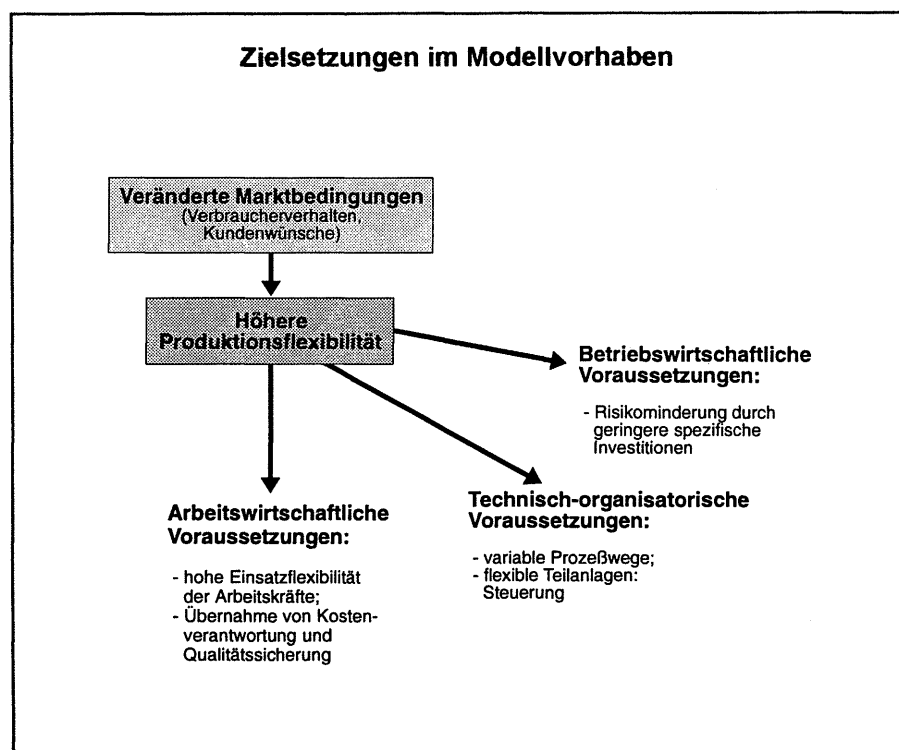 Zielsetzungen im Modellvorhaben
Veränderte Marktbedingungen
(Verbraucherverhalten,
Kundenwünsche)
Höhere
Produktionsflexibilität
Betriebswirtschaftliche
Voraussetzungen:
- Risikominderung durch
geringere spezifische
Investitionen
Arbeitswirtschaftliche
Voraussetzungen:
- hohe Einsatzflexibilität
der Arbeitskräfte;
- Übernahme von Kosten-
verantwortung und
Qualitätssicherung
Technisch-organisatorische
Voraussetzungen:
- variable Prozeßwege;
- flexible Teilanlagen:
Steuerung